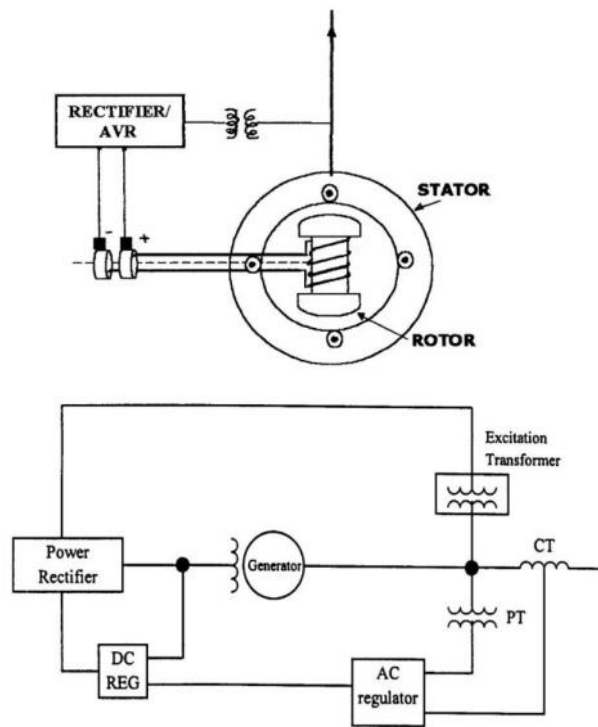 RECTIFIER/
AVR
STATOR
-
+
ROTOR
Excitation
Transformer
Power
Rectifier
Generator
CT
PT
DC
REG
AC
regulator